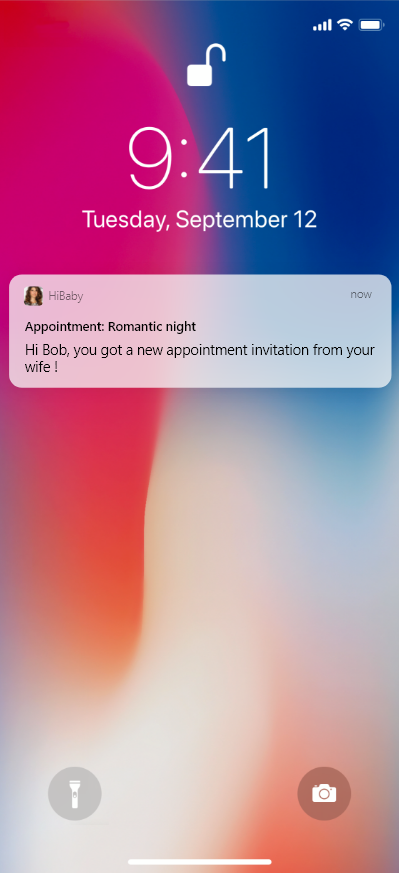 9:41
Tuesday, September 12
HiBaby now
Appointment: Romantic night
Hi Bob, you got a new appointment invitation from your
wife !